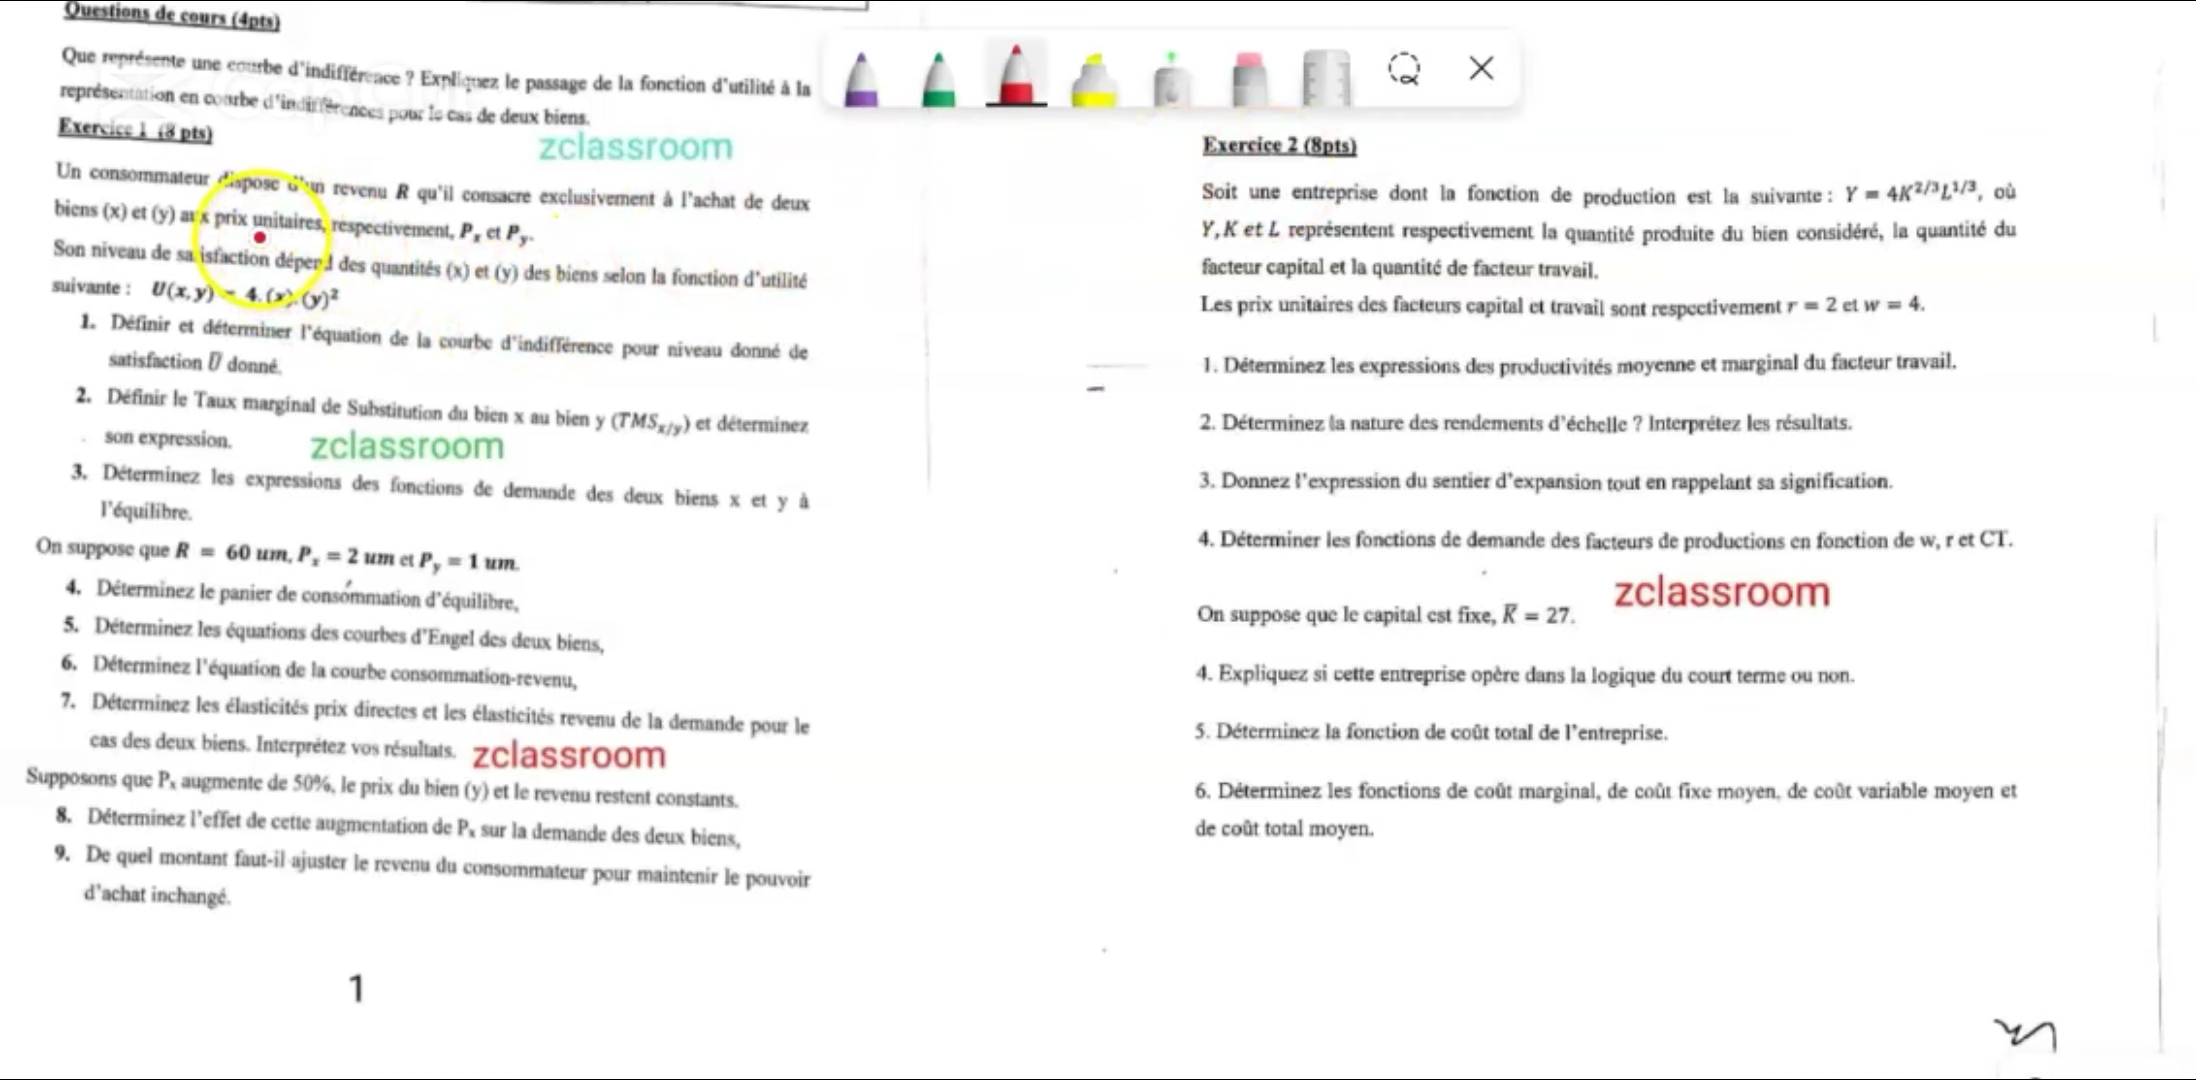 Questions de cours (4pts)
Que représente une courbe d'indifférence ? Expliquez le passage de la fonction d'utilité à la
représentation en courbe d'indifférences pour le cas de deux biens.
zclassroom
Exercice 1 (8 pts)
Un consommateur dispose d'un revenu R qu'il consacre exclusivement à l'achat de deux
biens (x) et (y) aux prix unitaires, respectivement, Pₓ et P_y.
Son niveau de satisfaction dépend des quantités (x) et (y) des biens selon la fonction d'utilité
suivante : U(x, y) = 4. (x). (y)²
1. Définir et déterminer l'équation de la courbe d'indifférence pour niveau donné de
satisfaction U̅ donné.
2. Définir le Taux marginal de Substitution du bien x au bien y (TMS_{x/y}) et déterminez
son expression.
zclassroom
3. Déterminez les expressions des fonctions de demande des deux biens x et y à
l'équilibre.
On suppose que R = 60 um, Pₓ = 2 um et P_y = 1 um.
4. Déterminez le panier de consommation d'équilibre,
5. Déterminez les équations des courbes d'Engel des deux biens,
6. Déterminez l'équation de la courbe consommation-revenu,
7. Déterminez les élasticités prix directes et les élasticités revenu de la demande pour le
cas des deux biens. Interprétez vos résultats.
zclassroom
Supposons que Pₓ augmente de 50%, le prix du bien (y) et le revenu restent constants.
8. Déterminez l'effet de cette augmentation de Pₓ sur la demande des deux biens,
9. De quel montant faut-il ajuster le revenu du consommateur pour maintenir le pouvoir
d'achat inchangé.
1
Exercice 2 (8pts)
Soit une entreprise dont la fonction de production est la suivante : Y = 4K^{2/3}L^{1/3}, où
Y, K et L représentent respectivement la quantité produite du bien considéré, la quantité du
facteur capital et la quantité de facteur travail.
Les prix unitaires des facteurs capital et travail sont respectivement r = 2 et w = 4.
1. Déterminez les expressions des productivités moyenne et marginal du facteur travail.
2. Déterminez la nature des rendements d'échelle ? Interprétez les résultats.
3. Donnez l'expression du sentier d'expansion tout en rappelant sa signification.
4. Déterminer les fonctions de demande des facteurs de productions en fonction de w, r et CT.
zclassroom
On suppose que le capital est fixe, K̅ = 27.
4. Expliquez si cette entreprise opère dans la logique du court terme ou non.
5. Déterminez la fonction de coût total de l'entreprise.
6. Déterminez les fonctions de coût marginal, de coût fixe moyen, de coût variable moyen et
de coût total moyen.